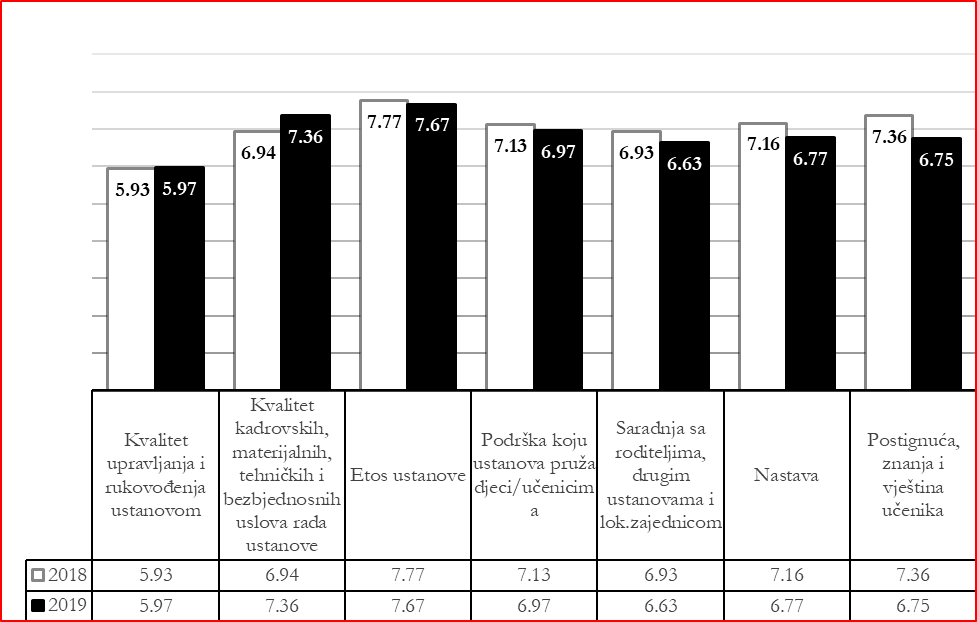 5.93 5.97 6.94 7.36 7.77 7.67 7.13 6.97 6.93 6.63 7.16 6.77 7.36 6.75
Kvalitet
upravljanja i
rukovođenja
ustanovom
Kvalitet
kadrovskih,
materijalnih,
tehničkih i
bezbjednosnih
uslova rada
ustanove
Etos ustanove
Podrška koju
ustanova pruža
djeci/učenicim
a
Saradnja sa
roditeljima,
drugim
ustanovama i
lok.zajednicom
Nastava
Postignuća,
znanja i
vještina
učenika
2018 5.93 6.94 7.77 7.13 6.93 7.16 7.36
2019 5.97 7.36 7.67 6.97 6.63 6.77 6.75